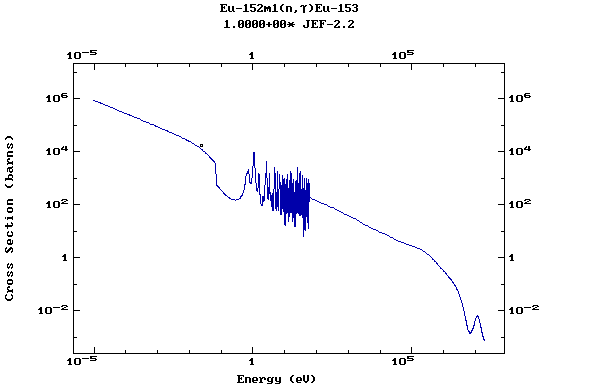 Eu-152m1(n,γ)Eu-153
1.0000+00* JEF-2.2
10⁻⁵ 1 10⁵
10⁶ 10⁶
10⁴ 10⁴
10² 10²
1 1
10⁻² 10⁻²
10⁻⁵ 1 10⁵
Cross Section (barns)
Energy (eV)